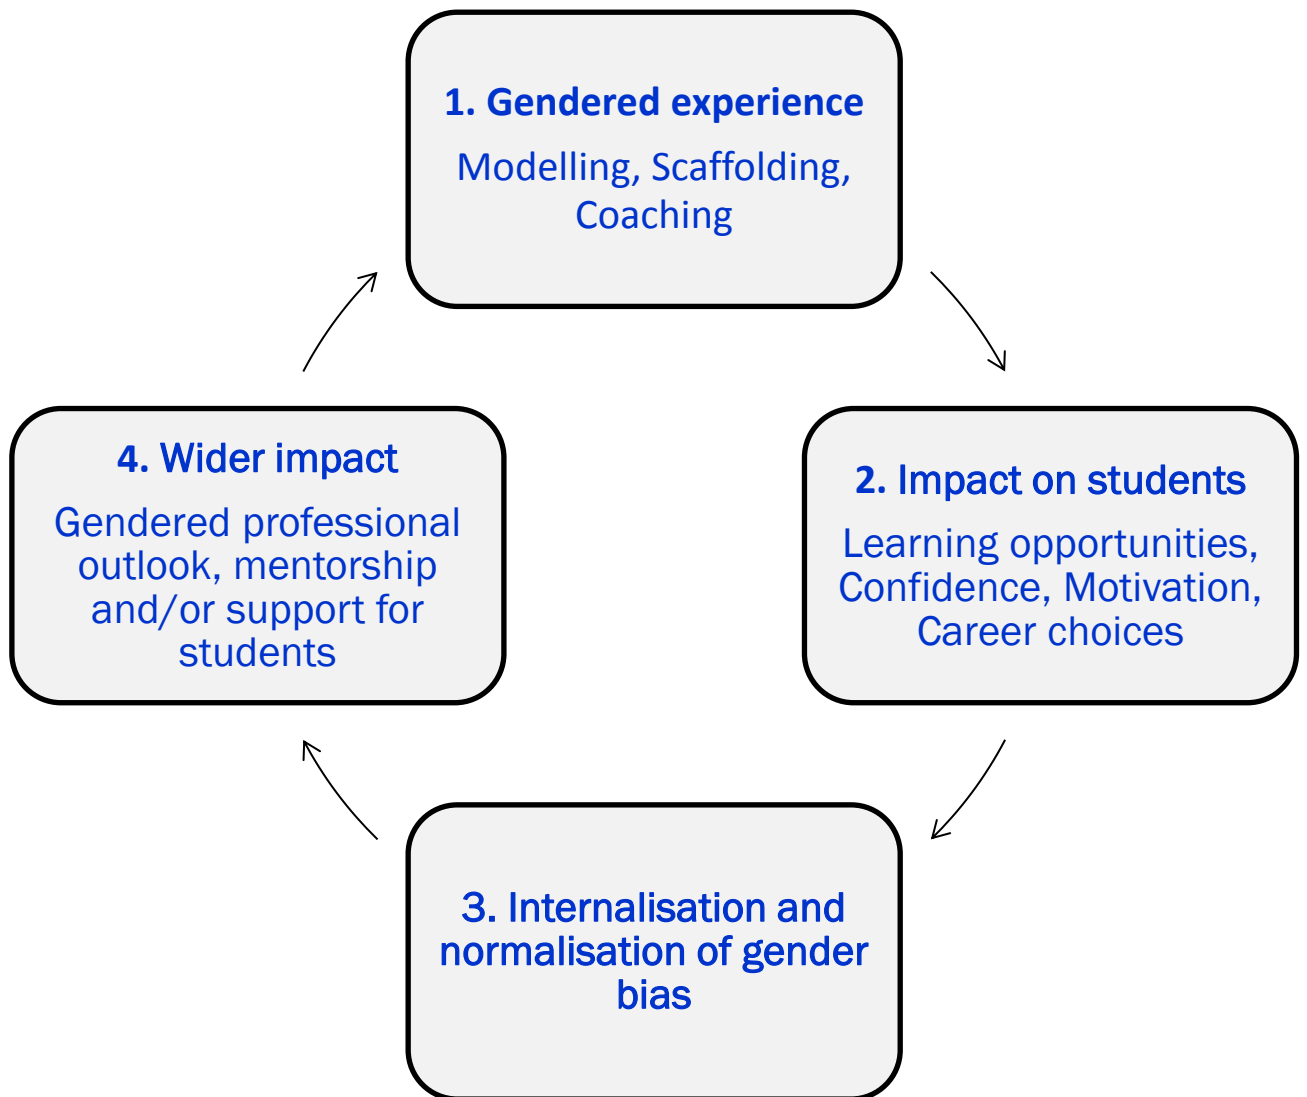 1. Gendered experience
Modelling, Scaffolding,
Coaching
2. Impact on students
Learning opportunities,
Confidence, Motivation,
Career choices
3. Internalisation and
normalisation of gender
bias
4. Wider impact
Gendered professional
outlook, mentorship
and/or support for
students